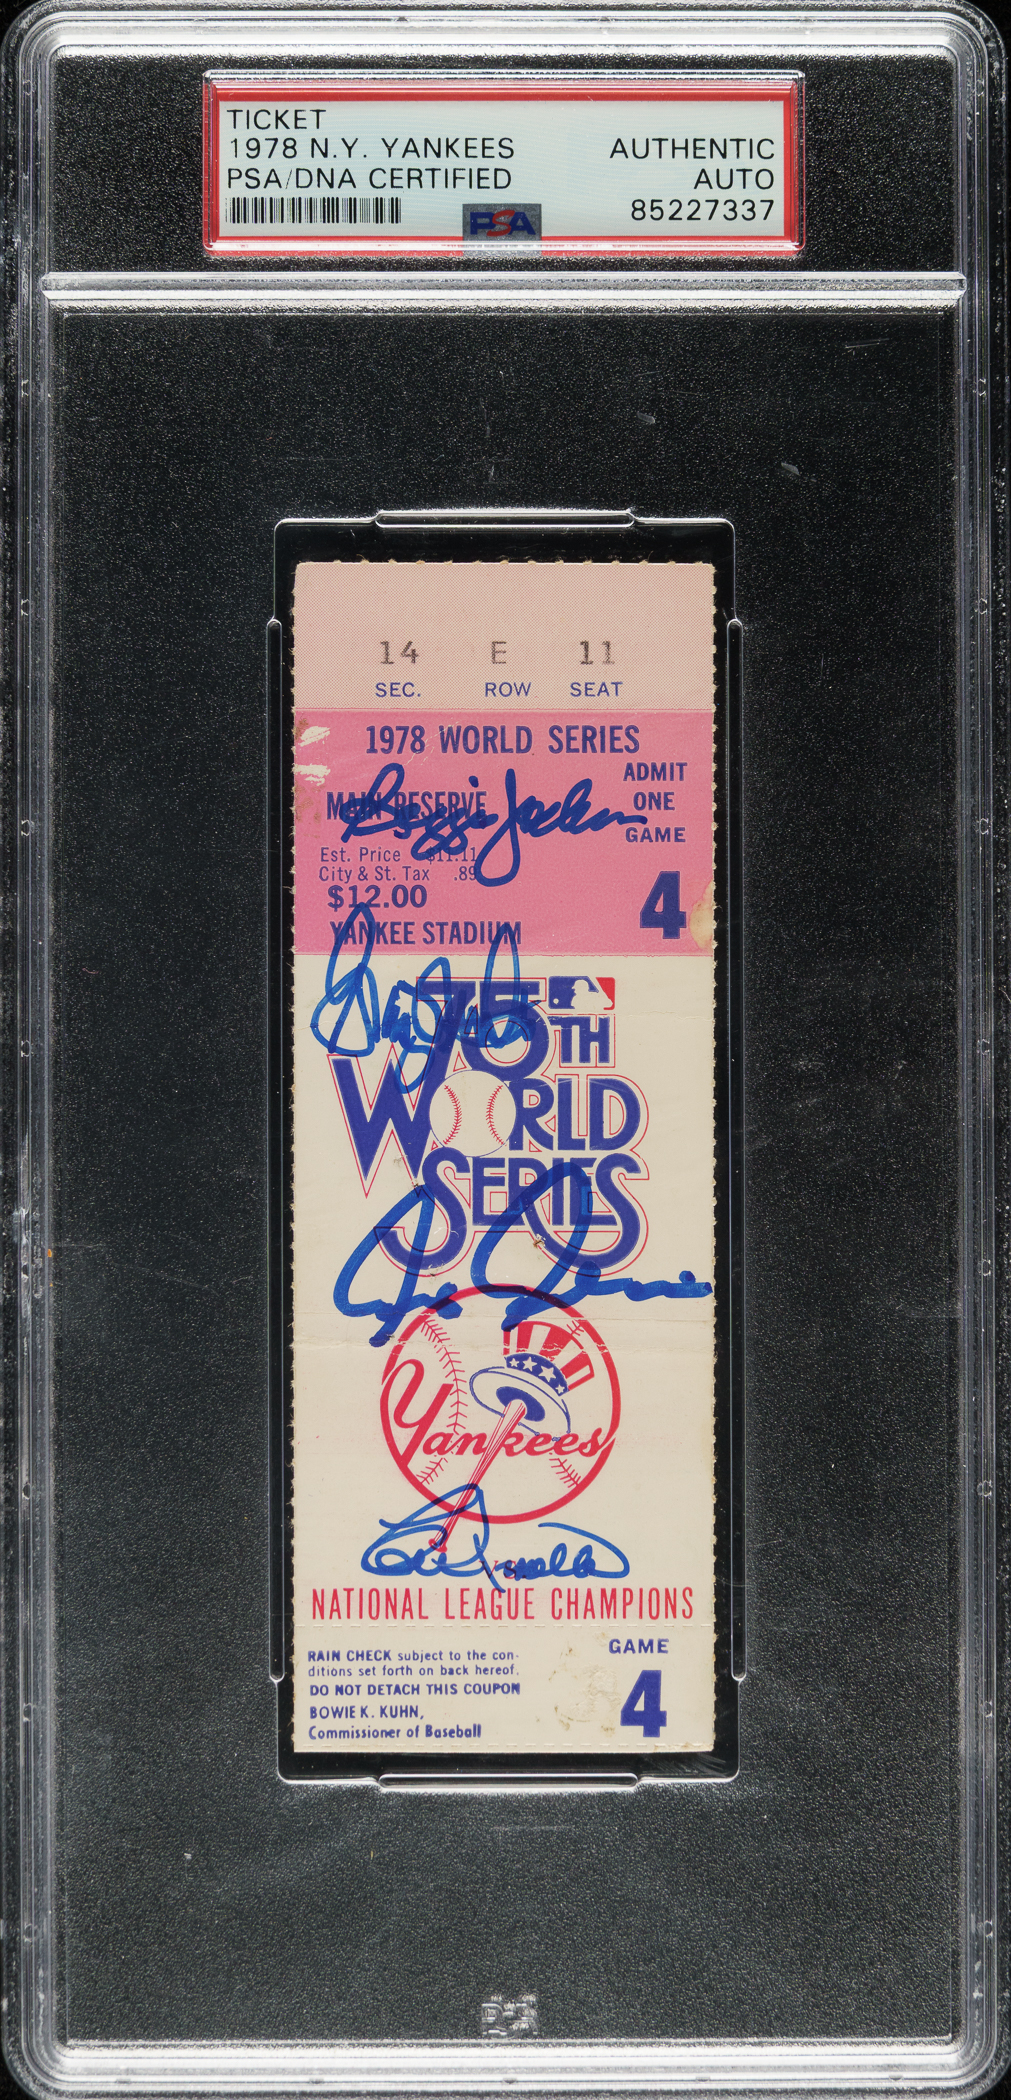 TICKET
1978 N.Y. YANKEES
PSA/DNA CERTIFIED
AUTHENTIC
AUTO
85227337
PSA
14 E 11
SEC. ROW SEAT
1978 WORLD SERIES
ADMIT
ONE
GAME
4
MAIN RESERVE
Reggie Jackson
Est. Price $11.11
City & St. Tax .89
$12.00
YANKEE STADIUM
75TH
WORLD
SERIES
Yankees
VS.
NATIONAL LEAGUE CHAMPIONS
RAIN CHECK subject to the con-
ditions set forth on back hereof.
DO NOT DETACH THIS COUPON
BOWIE K. KUHN,
Commissioner of Baseball
GAME
4